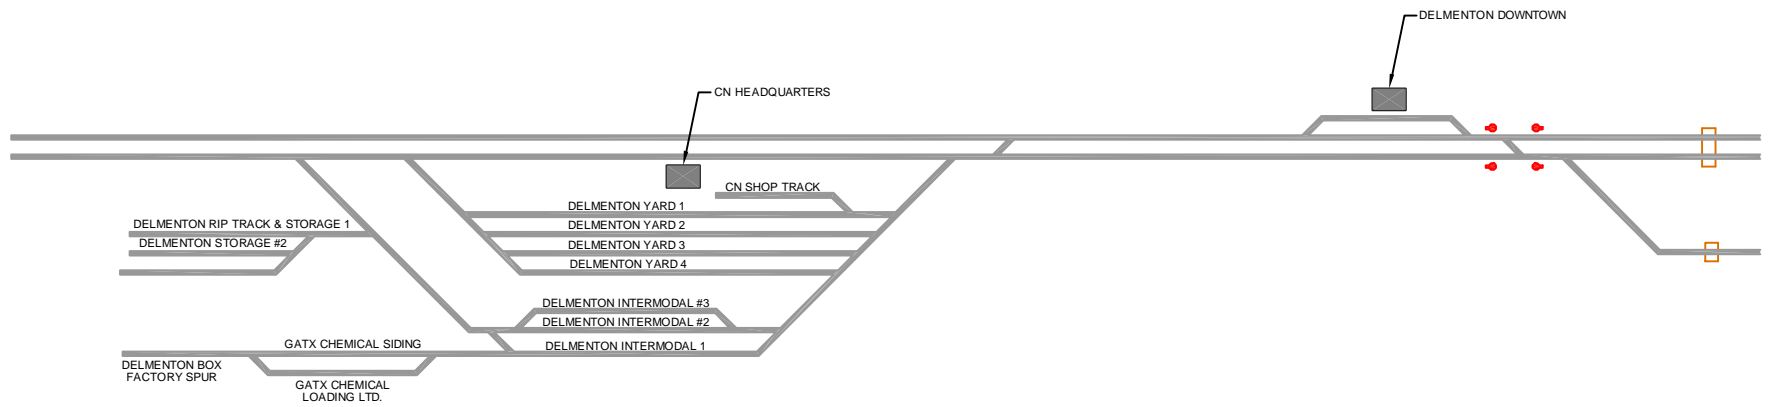 DELMENTON DOWNTOWN
CN HEADQUARTERS
CN SHOP TRACK
DELMENTON YARD 1
DELMENTON RIP TRACK & STORAGE 1
DELMENTON YARD 2
DELMENTON STORAGE #2
DELMENTON YARD 3
DELMENTON YARD 4
DELMENTON INTERMODAL #3
DELMENTON INTERMODAL #2
GATX CHEMICAL SIDING
DELMENTON INTERMODAL 1
DELMENTON BOX
FACTORY SPUR
GATX CHEMICAL
LOADING LTD.